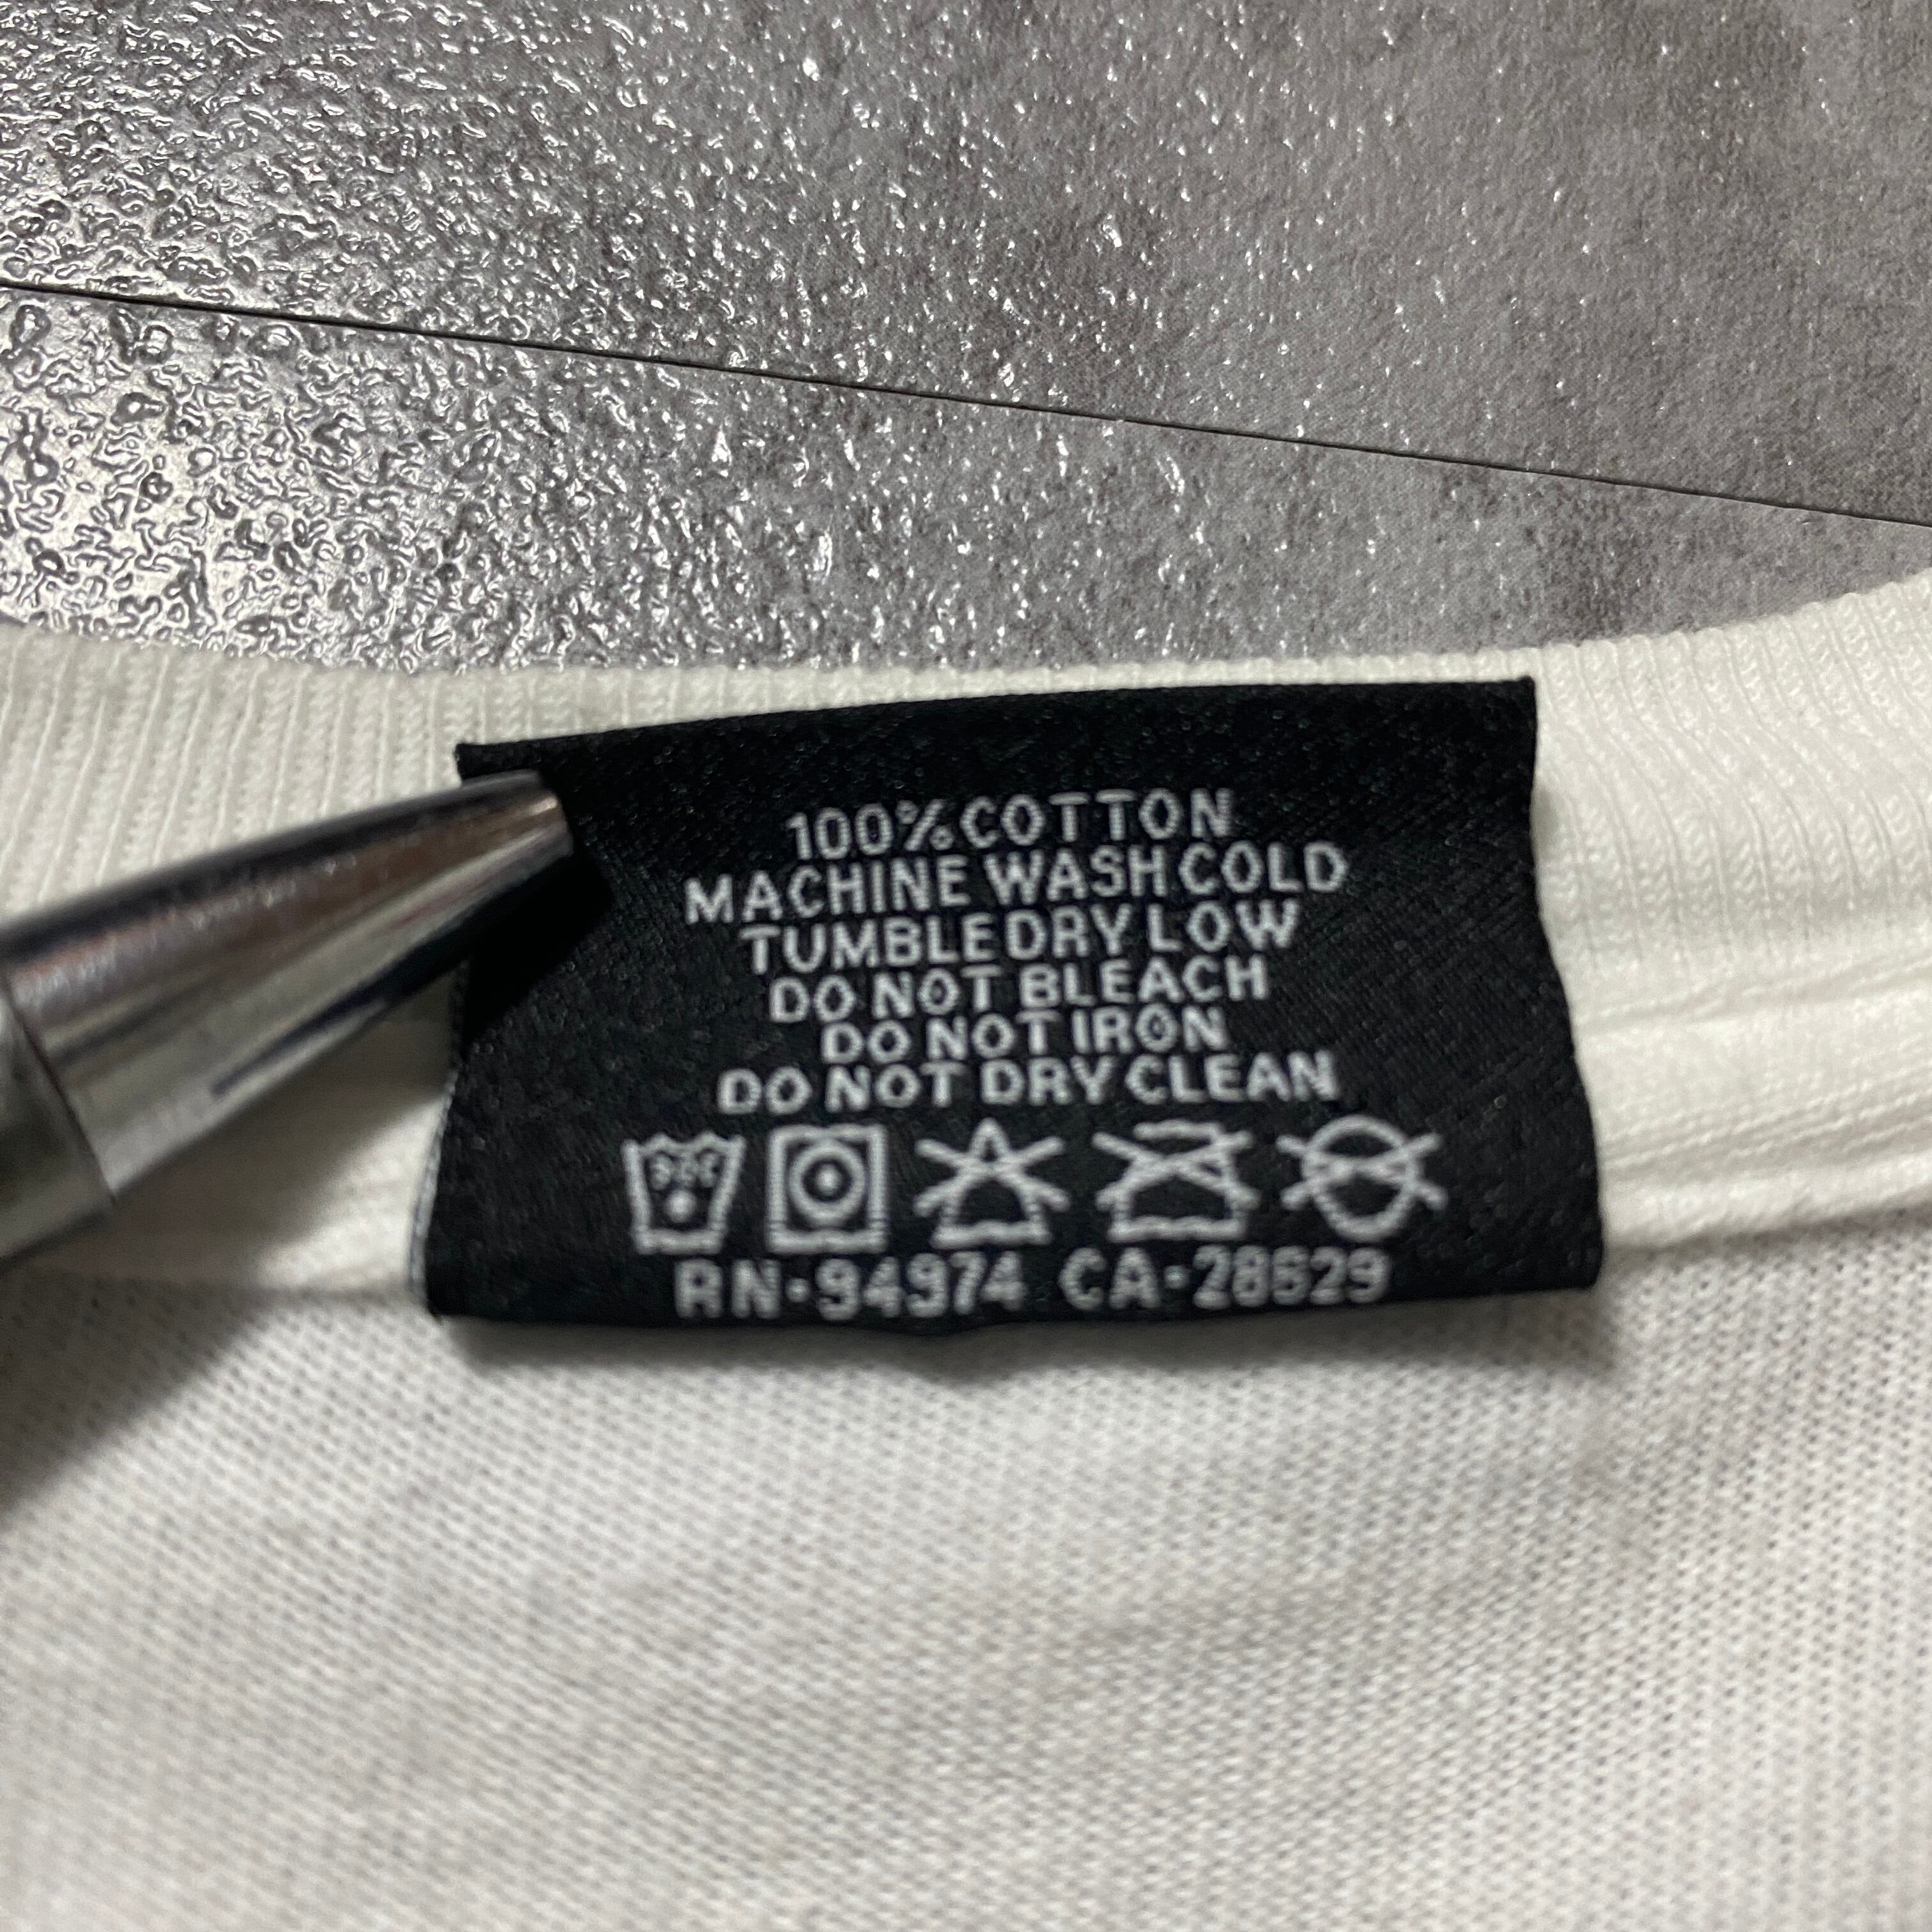 100% COTTON
MACHINE WASH COLD
TUMBLE DRY LOW
DO NOT BLEACH
DO NOT IRON
DO NOT DRY CLEAN
RN-94974 CA-28629